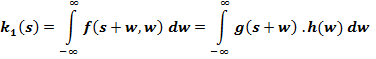 k₁(s) = ∫_{-∞}^{∞} f(s + w, w) dw = ∫_{-∞}^{∞} g(s + w) . h(w) dw